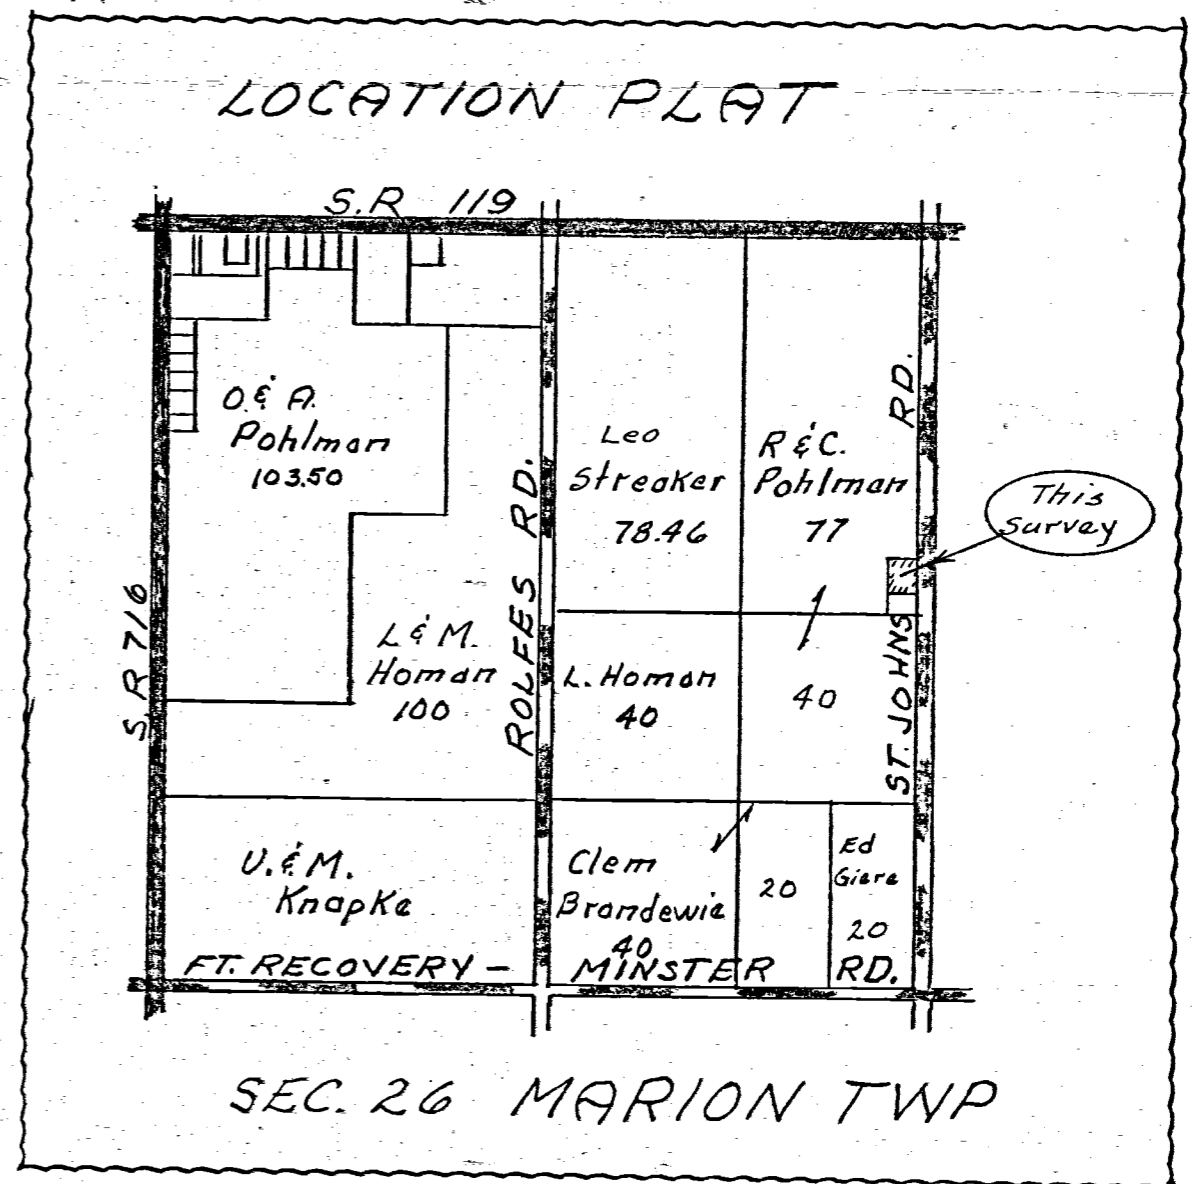 LOCATION PLAT
S.R 119
O. & A.
Pohlman
103.50
Leo
Streaker
78.46
R & C.
Pohlman
77
RD.
This
Survey
S.R 716
L & M.
Homan
100
ROLFES RD.
L. Homan
40
40
ST. JOHNS
U. & M.
Knapke
Clem
Brandewie
40
20
Ed
Giere
20
FT. RECOVERY - MINSTER RD.
SEC. 26 MARION TWP